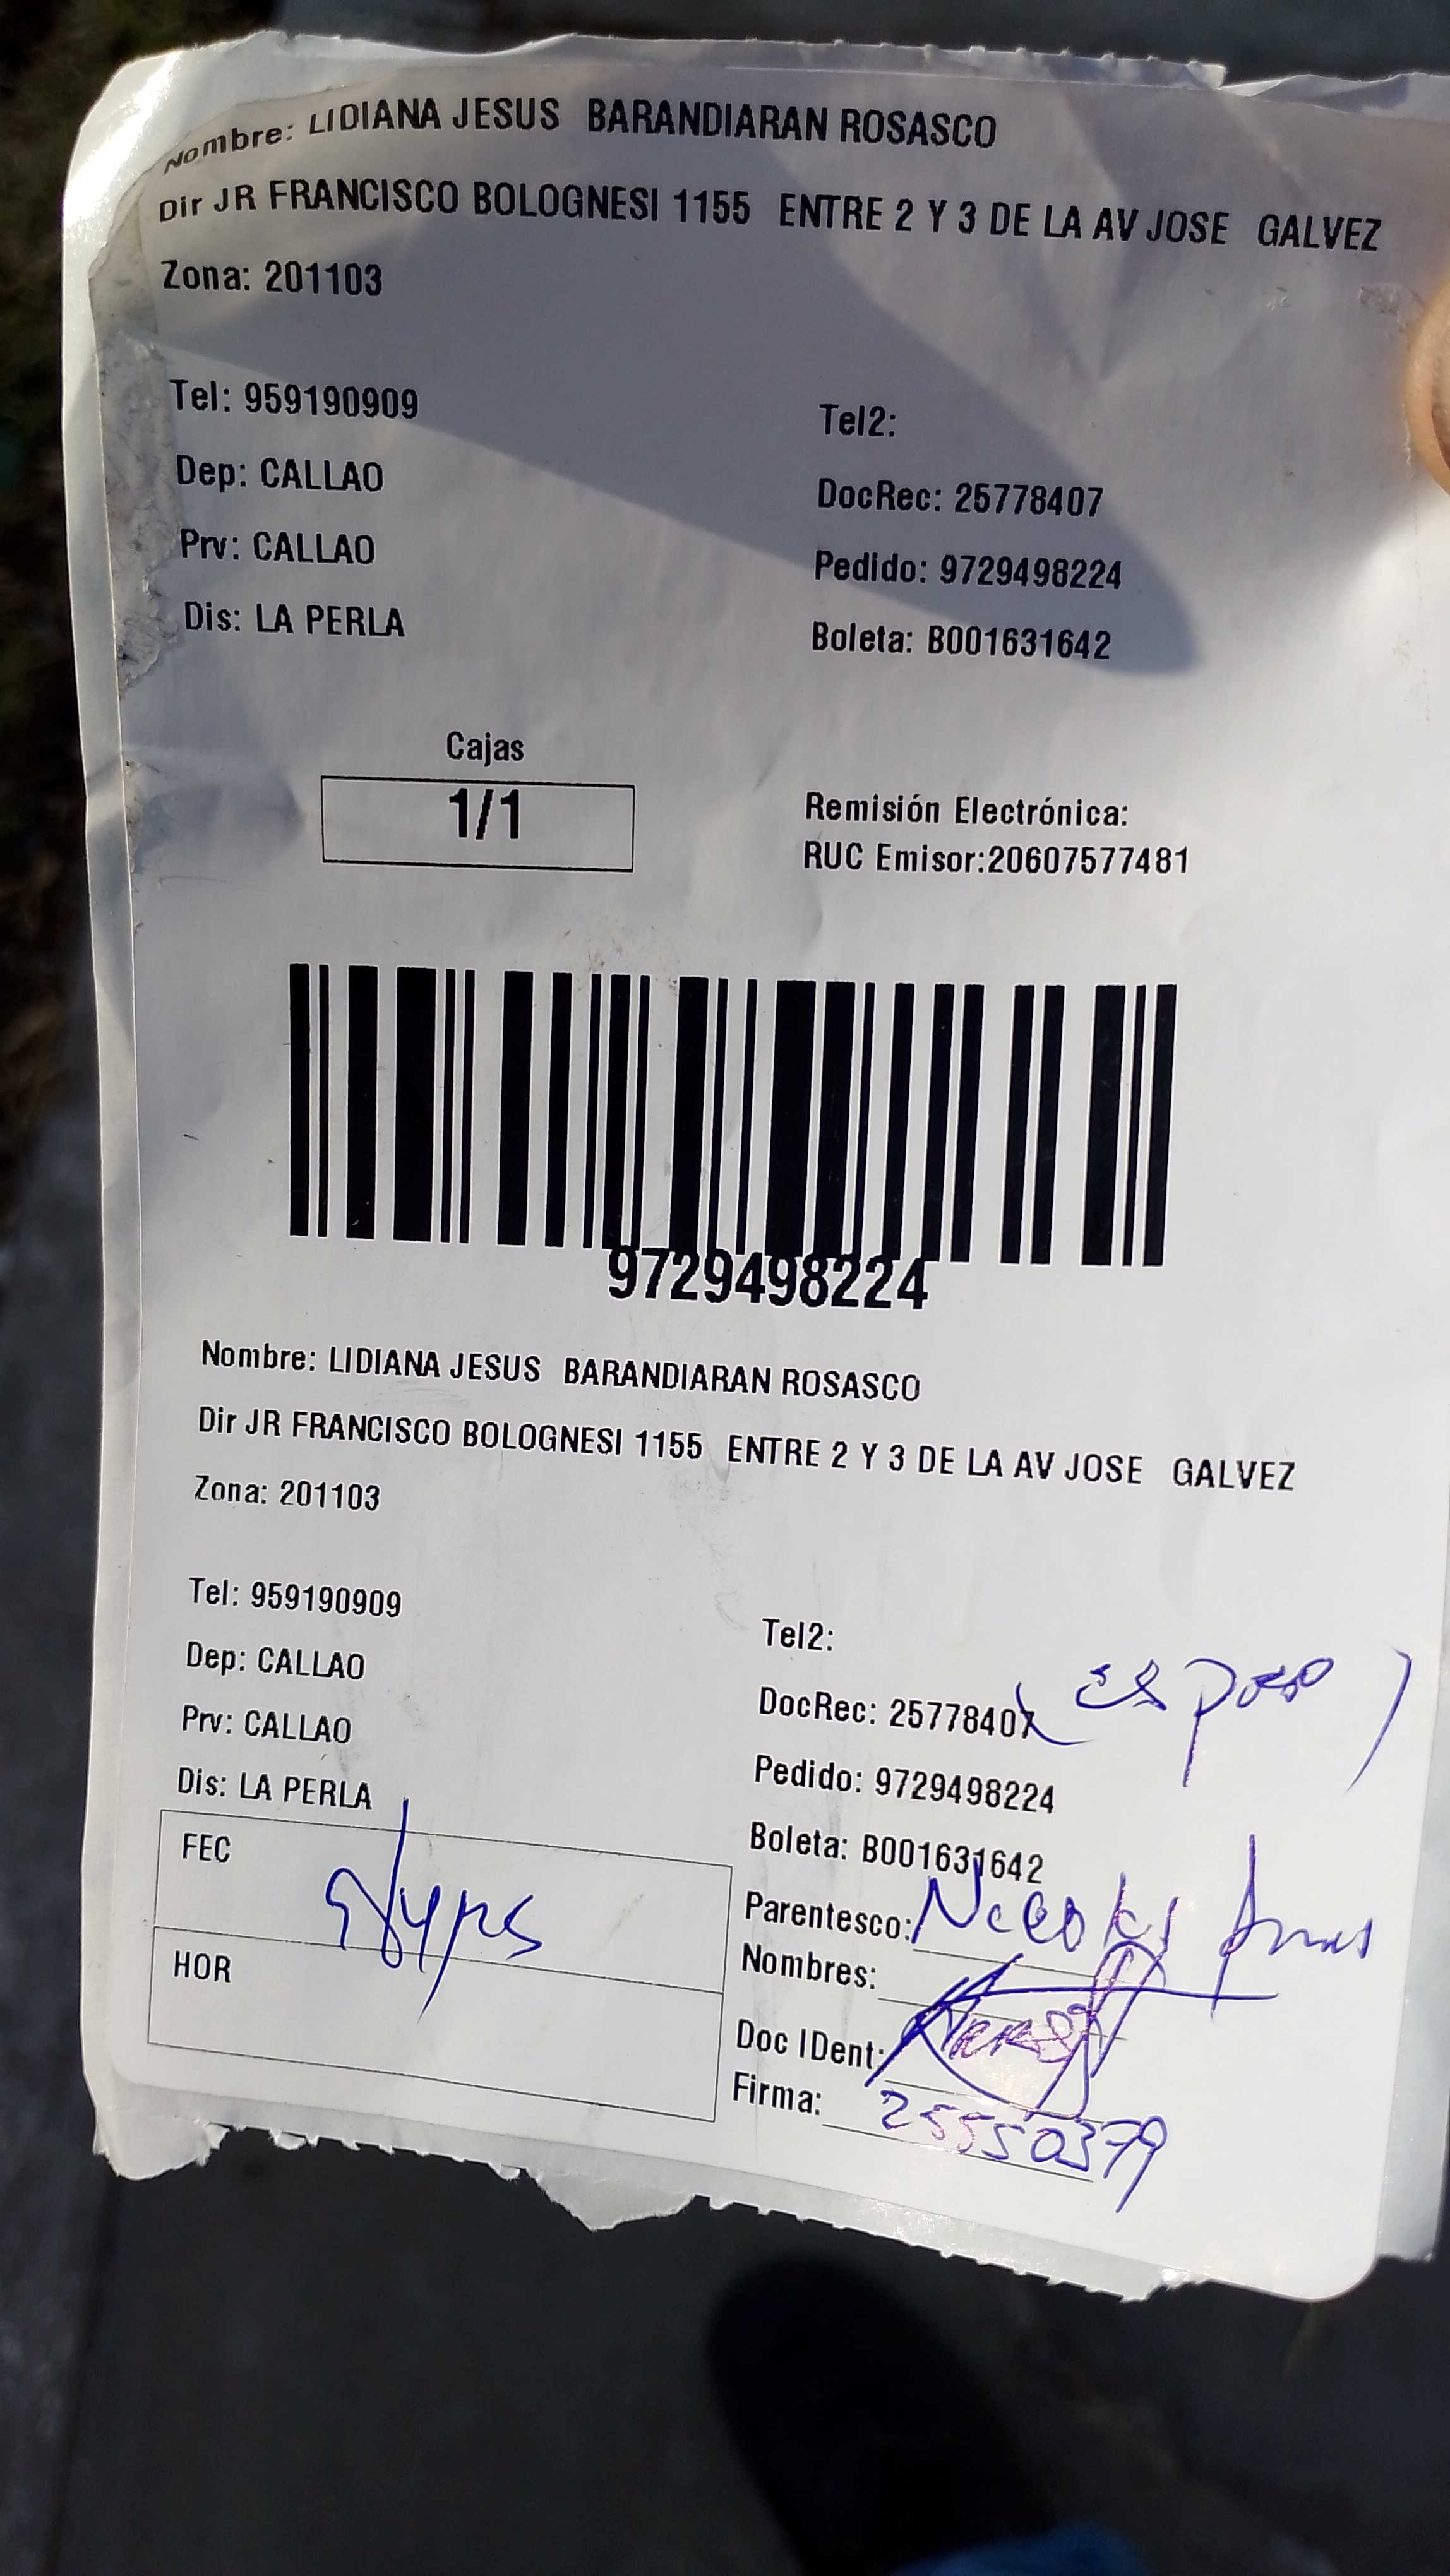 Nombre: LIDIANA JESUS BARANDIARAN ROSASCO
Dir JR FRANCISCO BOLOGNESI 1155 ENTRE 2 Y 3 DE LA AV JOSE GALVEZ
Zona: 201103
Tel: 959190909
Tel2:
Dep: CALLAO
DocRec: 25778407
Prv: CALLAO
Pedido: 9729498224
Dis: LA PERLA
Boleta: B001631642
Cajas
1/1
Remisión Electrónica:
RUC Emisor:20607577481
9729498224
Nombre: LIDIANA JESUS BARANDIARAN ROSASCO
Dir JR FRANCISCO BOLOGNESI 1155 ENTRE 2 Y 3 DE LA AV JOSE GALVEZ
Zona: 201103
Tel: 959190909
Tel2:
Dep: CALLAO
DocRec: 25778407 (esposo)
Prv: CALLAO
Pedido: 9729498224
Dis: LA PERLA
Boleta: B001631642
FEC
Parentesco:
HOR
Nombres:
Doc IDent:
Firma: 25550379